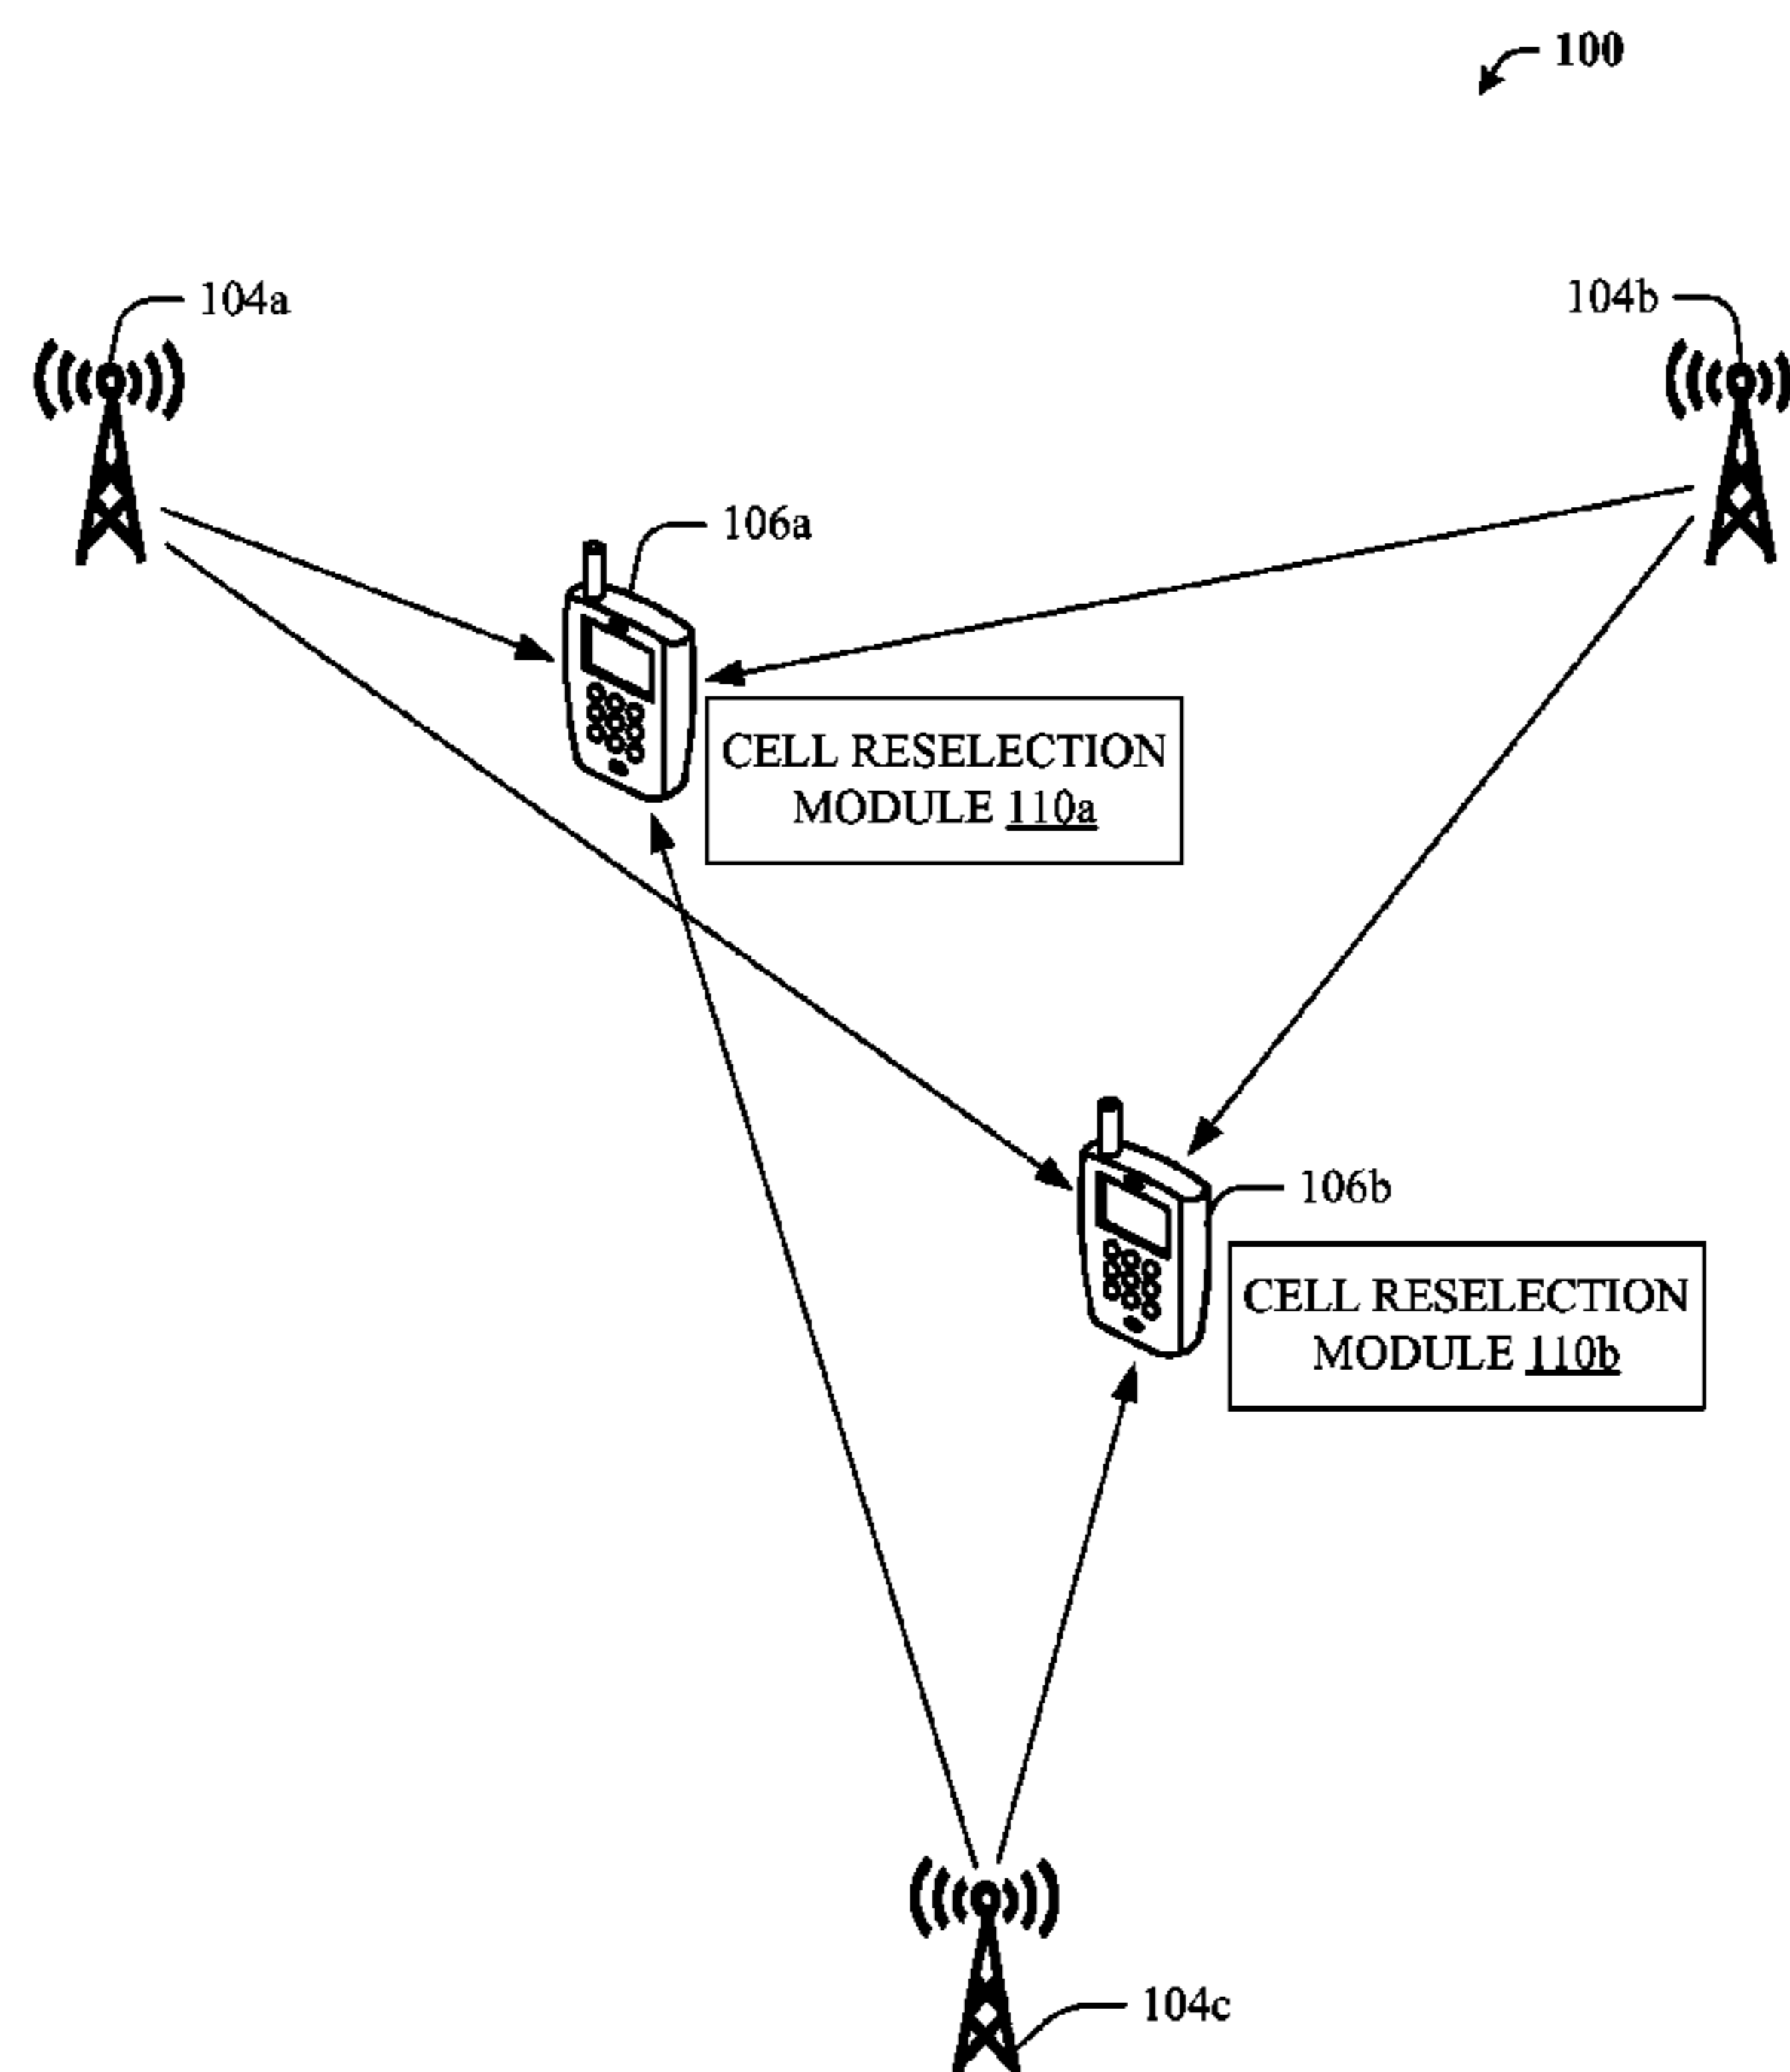 100
104a
104b
106a
CELL RESELECTION
MODULE 110a
106b
CELL RESELECTION
MODULE 110b
104c